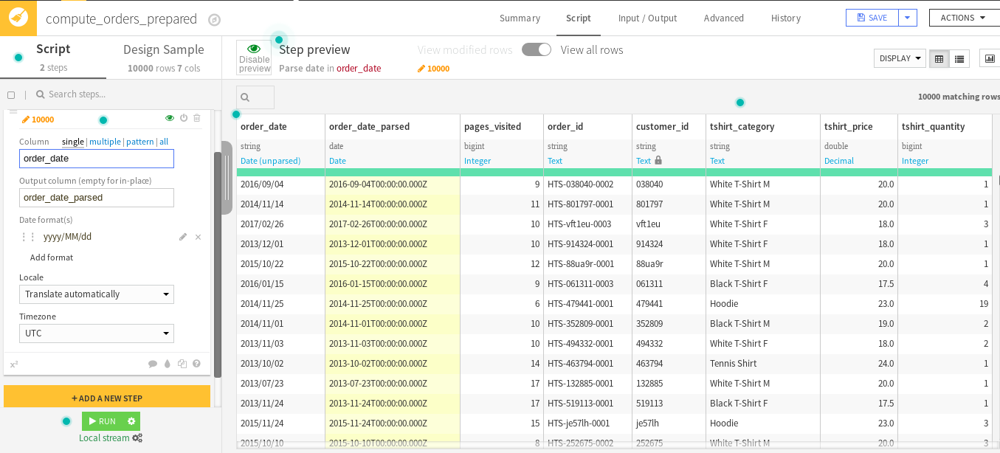 compute_orders_prepared
Summary Script Input / Output Advanced History SAVE ACTIONS
Script Design Sample
2 steps 10000 rows 7 cols
Disable preview
Step preview View modified rows View all rows
Parse date in order_date 10000
DISPLAY
Search steps...
10000 matching rows
10000
Column single | multiple | pattern | all
order_date
Output column (empty for in-place)
order_date_parsed
Date format(s)
yyyy/MM/dd
Add format
Locale
Translate automatically
Timezone
UTC
x²
+ ADD A NEW STEP
RUN
Local stream
order_date order_date_parsed pages_visited order_id customer_id tshirt_category tshirt_price tshirt_quantity
string date bigint string string string double bigint
Date (unparsed) Date Integer Text Text Text Decimal Integer
2016/09/04 2016-09-04T00:00:00.000Z 9 HTS-038040-0002 038040 White T-Shirt M 20.0 1
2014/11/14 2014-11-14T00:00:00.000Z 11 HTS-801797-0001 801797 White T-Shirt M 20.0 1
2017/02/26 2017-02-26T00:00:00.000Z 10 HTS-vft1eu-0003 vft1eu White T-Shirt F 18.0 3
2013/12/01 2013-12-01T00:00:00.000Z 10 HTS-914324-0001 914324 White T-Shirt F 18.0 1
2015/10/22 2015-10-22T00:00:00.000Z 12 HTS-88ua9r-0001 88ua9r White T-Shirt M 20.0 1
2016/01/15 2016-01-15T00:00:00.000Z 9 HTS-061311-0003 061311 Black T-Shirt F 17.5 4
2014/11/25 2014-11-25T00:00:00.000Z 6 HTS-479441-0001 479441 Hoodie 23.0 19
2014/11/01 2014-11-01T00:00:00.000Z 10 HTS-352809-0001 352809 Black T-Shirt M 19.0 2
2013/11/03 2013-11-03T00:00:00.000Z 10 HTS-494332-0001 494332 White T-Shirt F 18.0 2
2013/10/02 2013-10-02T00:00:00.000Z 14 HTS-463794-0001 463794 Tennis Shirt 24.0 1
2013/07/23 2013-07-23T00:00:00.000Z 17 HTS-132885-0001 132885 White T-Shirt M 20.0 1
2013/11/24 2013-11-24T00:00:00.000Z 17 HTS-519113-0001 519113 Black T-Shirt F 17.5 1
2015/11/24 2015-11-24T00:00:00.000Z 15 HTS-je57lh-0001 je57lh Hoodie 23.0 3
2015/10/10 2015-10-10T00:00:00.000Z 8 HTS-252675-0002 252675 White T-Shirt M 20.0 3